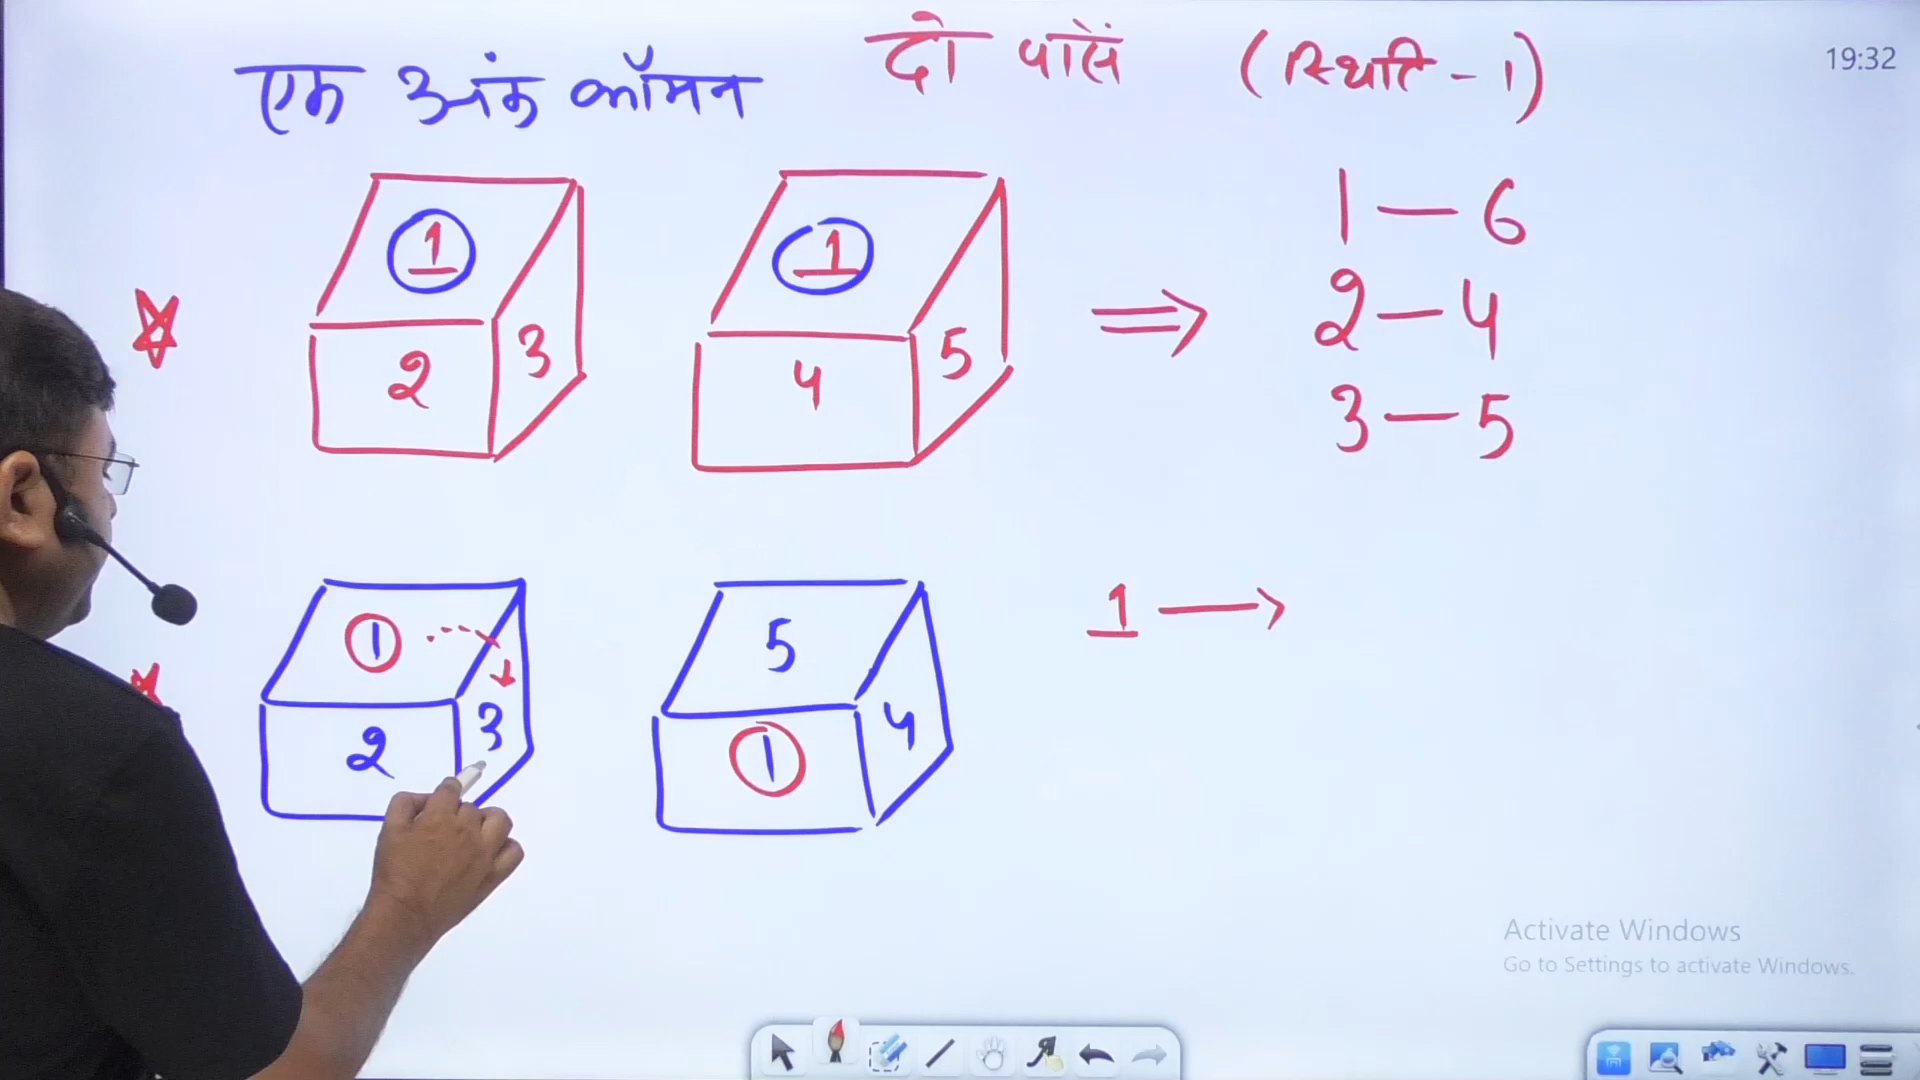 दो पासें (स्थिति - 1)
एक अंक कॉमन
19:32
1 1
2 3 4 5
1 — 6
2 — 4
3 — 5
1 5
2 3 1 4
1 →
Activate Windows
Go to Settings to activate Windows.